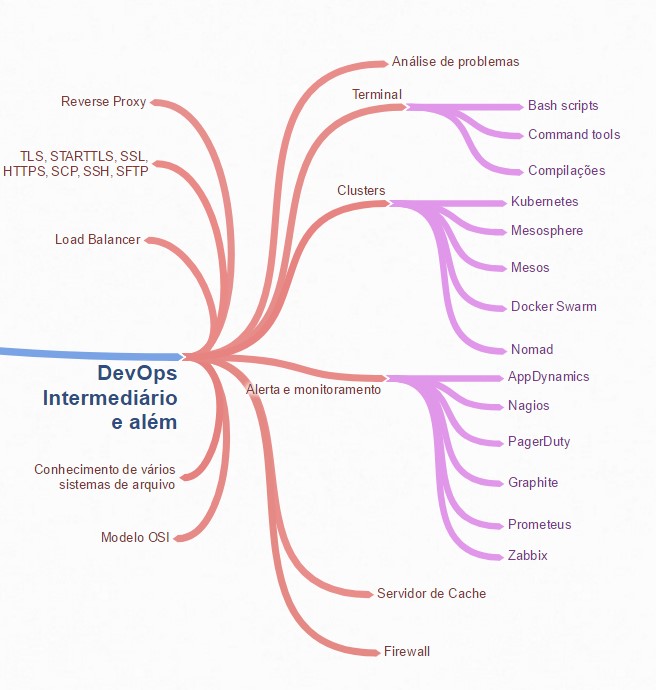 Análise de problemas
Terminal
Bash scripts
Command tools
Compilações
Clusters
Kubernetes
Mesosphere
Mesos
Docker Swarm
Nomad
Alerta e monitoramento
AppDynamics
Nagios
PagerDuty
Graphite
Prometeus
Zabbix
Servidor de Cache
Firewall
Reverse Proxy
TLS, STARTTLS, SSL,
HTTPS, SCP, SSH, SFTP
Load Balancer
DevOps
Intermediário
e além
Conhecimento de vários
sistemas de arquivo
Modelo OSI